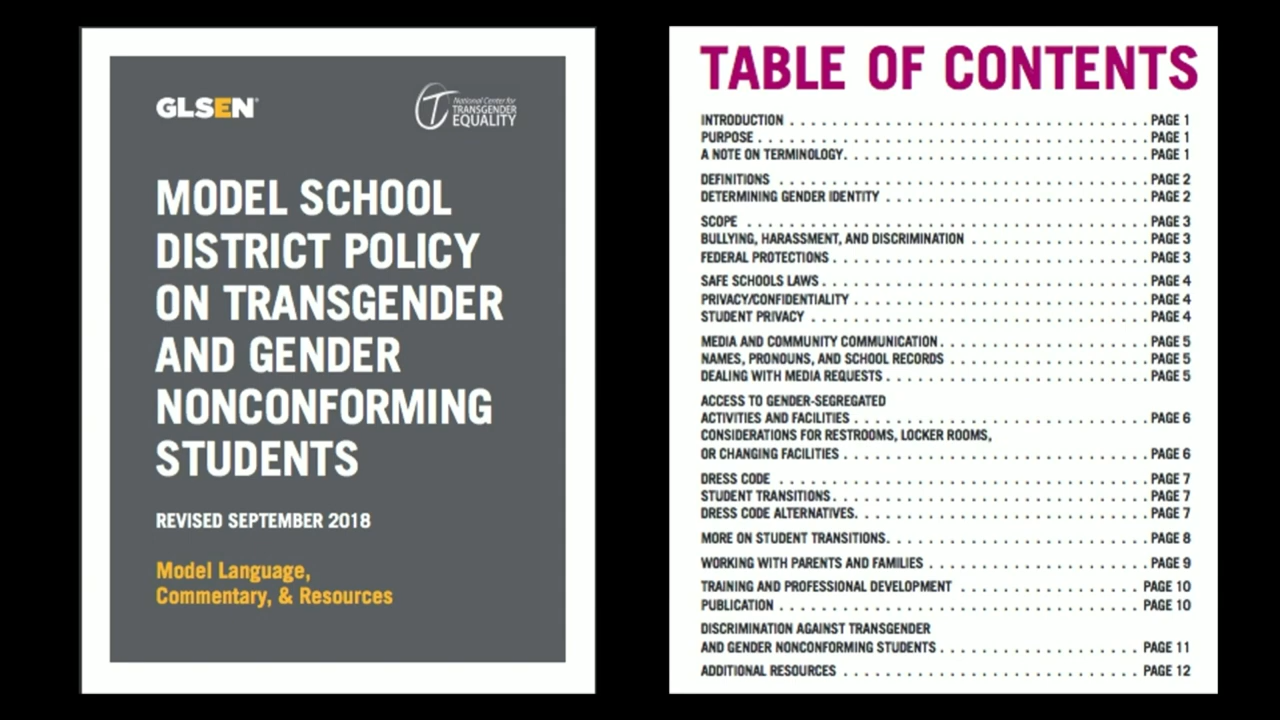 GLSEN®
National Center for
TRANSGENDER
EQUALITY
MODEL SCHOOL
DISTRICT POLICY
ON TRANSGENDER
AND GENDER
NONCONFORMING
STUDENTS
REVISED SEPTEMBER 2018
Model Language,
Commentary, & Resources
TABLE OF CONTENTS
INTRODUCTION . . . . . . . . . . . . . . . . . . . . PAGE 1
PURPOSE . . . . . . . . . . . . . . . . . . . . PAGE 1
A NOTE ON TERMINOLOGY. . . . . . . . . . . . . . . . . . . . PAGE 1
DEFINITIONS . . . . . . . . . . . . . . . . . . . . PAGE 2
DETERMINING GENDER IDENTITY . . . . . . . . . . . . . . . . . . . . PAGE 2
SCOPE . . . . . . . . . . . . . . . . . . . . PAGE 3
BULLYING, HARASSMENT, AND DISCRIMINATION . . . . . . . . . . . . . . . . . . . . PAGE 3
FEDERAL PROTECTIONS . . . . . . . . . . . . . . . . . . . . PAGE 3
SAFE SCHOOLS LAWS . . . . . . . . . . . . . . . . . . . . PAGE 4
PRIVACY/CONFIDENTIALITY . . . . . . . . . . . . . . . . . . . . PAGE 4
STUDENT PRIVACY . . . . . . . . . . . . . . . . . . . . PAGE 4
MEDIA AND COMMUNITY COMMUNICATION . . . . . . . . . . . . . . . . . . . . PAGE 5
NAMES, PRONOUNS, AND SCHOOL RECORDS . . . . . . . . . . . . . . . . . . . . PAGE 5
DEALING WITH MEDIA REQUESTS . . . . . . . . . . . . . . . . . . . . PAGE 5
ACCESS TO GENDER-SEGREGATED
ACTIVITIES AND FACILITIES . . . . . . . . . . . . . . . . . . . . PAGE 6
CONSIDERATIONS FOR RESTROOMS, LOCKER ROOMS,
OR CHANGING FACILITIES . . . . . . . . . . . . . . . . . . . . PAGE 6
DRESS CODE . . . . . . . . . . . . . . . . . . . . PAGE 7
STUDENT TRANSITIONS . . . . . . . . . . . . . . . . . . . . PAGE 7
DRESS CODE ALTERNATIVES. . . . . . . . . . . . . . . . . . . . PAGE 7
MORE ON STUDENT TRANSITIONS. . . . . . . . . . . . . . . . . . . . PAGE 8
WORKING WITH PARENTS AND FAMILIES . . . . . . . . . . . . . . . . . . . . PAGE 9
TRAINING AND PROFESSIONAL DEVELOPMENT . . . . . . . . . . . . . . . . . . . . PAGE 10
PUBLICATION . . . . . . . . . . . . . . . . . . . . PAGE 10
DISCRIMINATION AGAINST TRANSGENDER
AND GENDER NONCONFORMING STUDENTS . . . . . . . . . . . . . . . . . . . . PAGE 11
ADDITIONAL RESOURCES . . . . . . . . . . . . . . . . . . . . PAGE 12